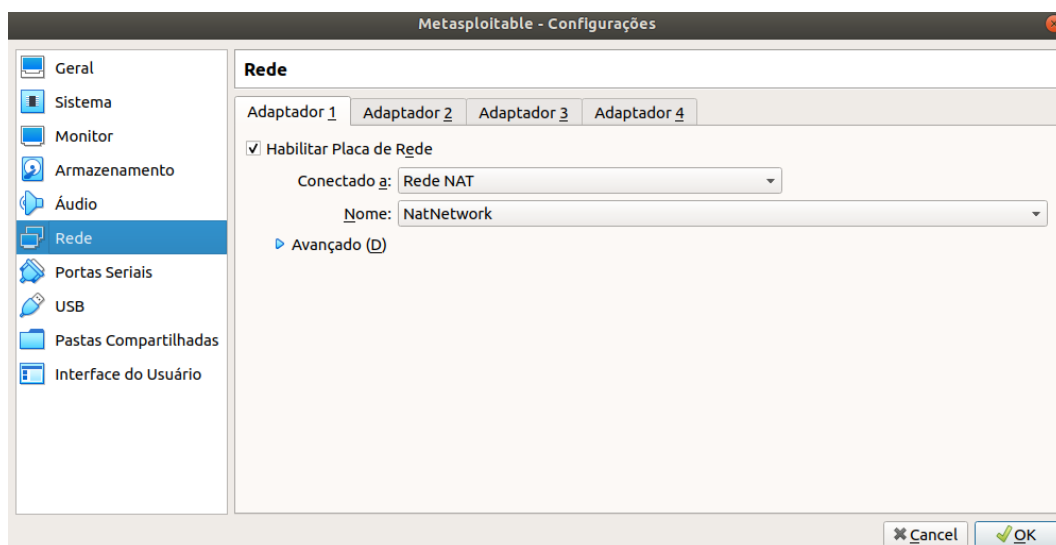 Metasploitable - Configurações
Geral
Sistema
Monitor
Armazenamento
Áudio
Rede
Portas Seriais
USB
Pastas Compartilhadas
Interface do Usuário
Rede
Adaptador 1 Adaptador 2 Adaptador 3 Adaptador 4
Habilitar Placa de Rede
Conectado a: Rede NAT
Nome: NatNetwork
Avançado (D)
Cancel OK